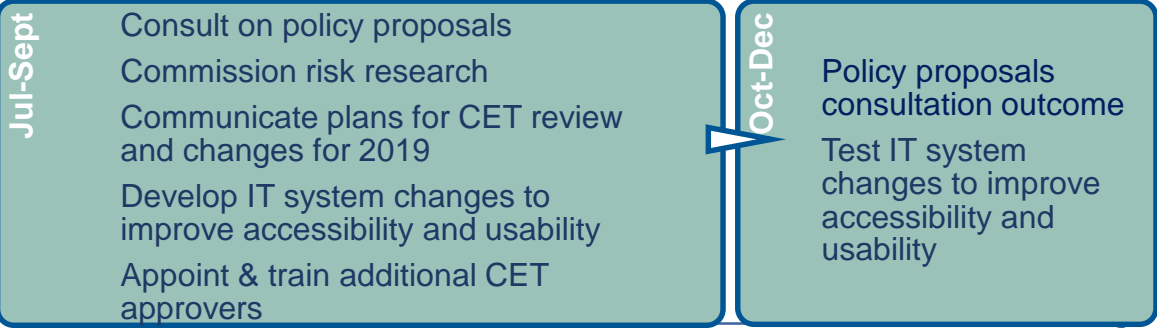 Jul-Sept
Consult on policy proposals
Commission risk research
Communicate plans for CET review
and changes for 2019
Develop IT system changes to
improve accessibility and usability
Appoint & train additional CET
approvers
Oct-Dec
Policy proposals
consultation outcome
Test IT system
changes to improve
accessibility and
usability